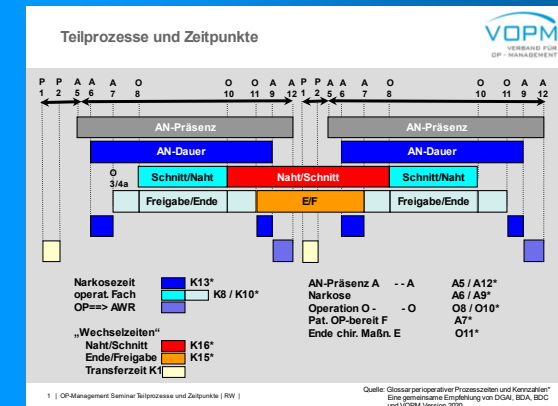 Teilprozesse und Zeitpunkte
VOPM
VERBAND FÜR
OP - MANAGEMENT
P P A A A O O O A A P P A A A O O O A A
1 2 5 6 7 8 10 11 9 12 1 2 5 6 7 8 10 11 9 12
AN-Präsenz AN-Präsenz
AN-Dauer AN-Dauer
O
3/4a
Schnitt/Naht Naht/Schnitt Schnitt/Naht
Freigabe/Ende E/F Freigabe/Ende
Narkosezeit K13*
operat. Fach K8 / K10*
OP==> AWR
„Wechselzeiten"
Naht/Schnitt K16*
Ende/Freigabe K15*
Transferzeit K1
AN-Präsenz A - - A A5 / A12*
Narkose A6 / A9*
Operation O - - O O8 / O10*
Pat. OP-bereit F A7*
Ende chir. Maßn. E O11*
1 | OP-Management Seminar Teilprozesse und Zeitpunkte | RW |
Quelle: Glossar perioperativer Prozesszeiten und Kennzahlen*
Eine gemeinsame Empfehlung von DGAI, BDA, BDC
und VOPM Version 2020